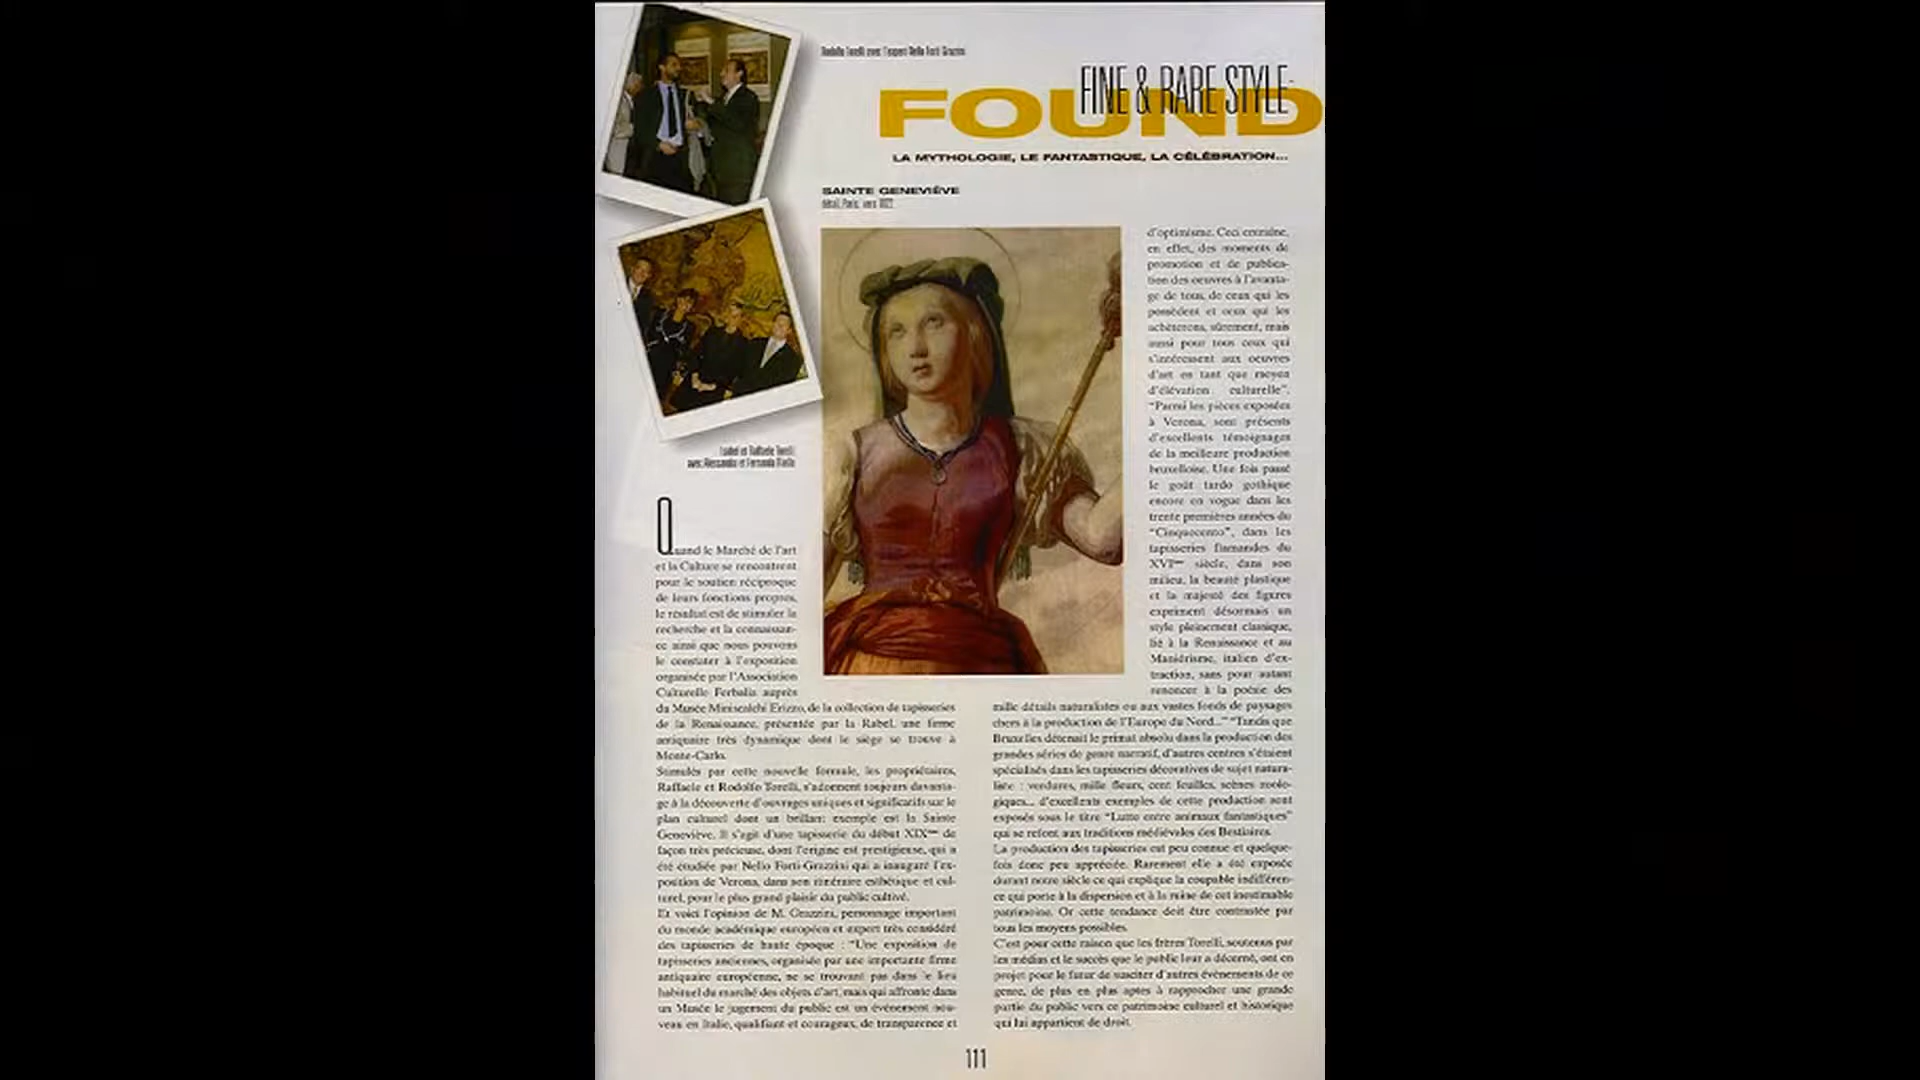 Rodolfo Torelli avec l'expert Nello Forti Grazzini
FINE & RARE STYLE
FOUND
LA MYTHOLOGIE, LE FANTASTIQUE, LA CÉLÉBRATION...
SAINTE GENEVIÈVE
détail, Paris, vers 1822
Isabel et Raffaele Torelli
avec Alessandro et Fernanda
Quand le Marché de l'art
et la Culture se rencontrent
pour le soutien réciproque
de leurs fonctions propres,
le résultat est de stimuler la
recherche et la connaissan-
ce ainsi que nous pouvons
le constater à l'exposition
organisée par l'Association
Culturelle Ferbalia auprès
du Musée Miniscalchi Erizzo, de la collection de tapisseries
de la Renaissance, présentée par la Rabel, une firme
antiquaire très dynamique dont le siège se trouve à
Monte-Carlo.
Stimulés par cette nouvelle formule, les propriétaires,
Raffaele et Rodolfo Torelli, s'adonnent toujours davanta-
ge à la découverte d'ouvrages uniques et significatifs sur le
plan culturel dont un brillant exemple est la Sainte
Geneviève. Il s'agit d'une tapisserie du début XIXème de
façon très précieuse, dont l'origine est prestigieuse, qui a
été étudiée par Nello Forti-Grazzini qui a inauguré l'ex-
position de Verona, dans son itinéraire esthétique et cul-
turel, pour le plus grand plaisir du public cultivé.
Et voici l'opinion de M. Grazzini, personnage important
du monde académique européen et expert très considéré
des tapisseries de haute époque : "Une exposition de
tapisseries anciennes, organisée par une importante firme
antiquaire européenne, ne se trouvant pas dans le lieu
habituel du marché des objets d'art, mais qui affronte dans
un Musée le jugement du public est un événement nou-
veau en Italie, qualifiant et courageux, de transparence et
d'optimisme. Ceci entraîne,
en effet, des moments de
promotion et de publica-
tion des oeuvres à l'avanta-
ge de tous, de ceux qui les
possèdent et ceux qui les
achèteront, sûrement, mais
aussi pour tous ceux qui
s'intéressent aux oeuvres
d'art en tant que moyen
d'élévation culturelle".
"Parmi les pièces exposées
à Verona, sont présents
d'excellents témoignages
de la meilleure production
bruxelloise. Une fois passé
le goût tardo gothique
encore en vogue dans les
trente premières années du
"Cinquecento", dans les
tapisseries flamandes du
XVIème siècle, dans son
milieu, la beauté plastique
et la majesté des figures
expriment désormais un
style pleinement classique,
lié à la Renaissance et au
Maniérisme, italien d'ex-
traction, sans pour autant
renoncer à la poésie des
mille détails naturalistes ou aux vastes fonds de paysages
chers à la production de l'Europe du Nord..." "Tandis que
Bruxelles détenait le primat absolu dans la production des
grandes séries de genre narratif, d'autres centres s'étaient
spécialisés dans les tapisseries décoratives de sujet natura-
liste : verdures, mille fleurs, cent feuilles, scènes zoolo-
giques... d'excellents exemples de cette production sont
exposés sous le titre "Lutte entre animaux fantastiques"
qui se refont aux traditions médiévales des Bestiaires.
La production des tapisseries est peu connue et quelque-
fois donc peu appréciée. Rarement elle a été exposée
durant notre siècle ce qui explique la coupable indifféren-
ce qui porte à la dispersion et à la ruine de cet inestimable
patrimoine. Or cette tendance doit être contrastée par
tous les moyens possibles.
C'est pour cette raison que les frères Torelli, soutenus par
les médias et le succès que le public leur a décerné, ont en
projet pour le futur de susciter d'autres événements de ce
genre, de plus en plus aptes à rapprocher une grande
partie du public vers ce patrimoine culturel et historique
qui lui appartient de droit.
111